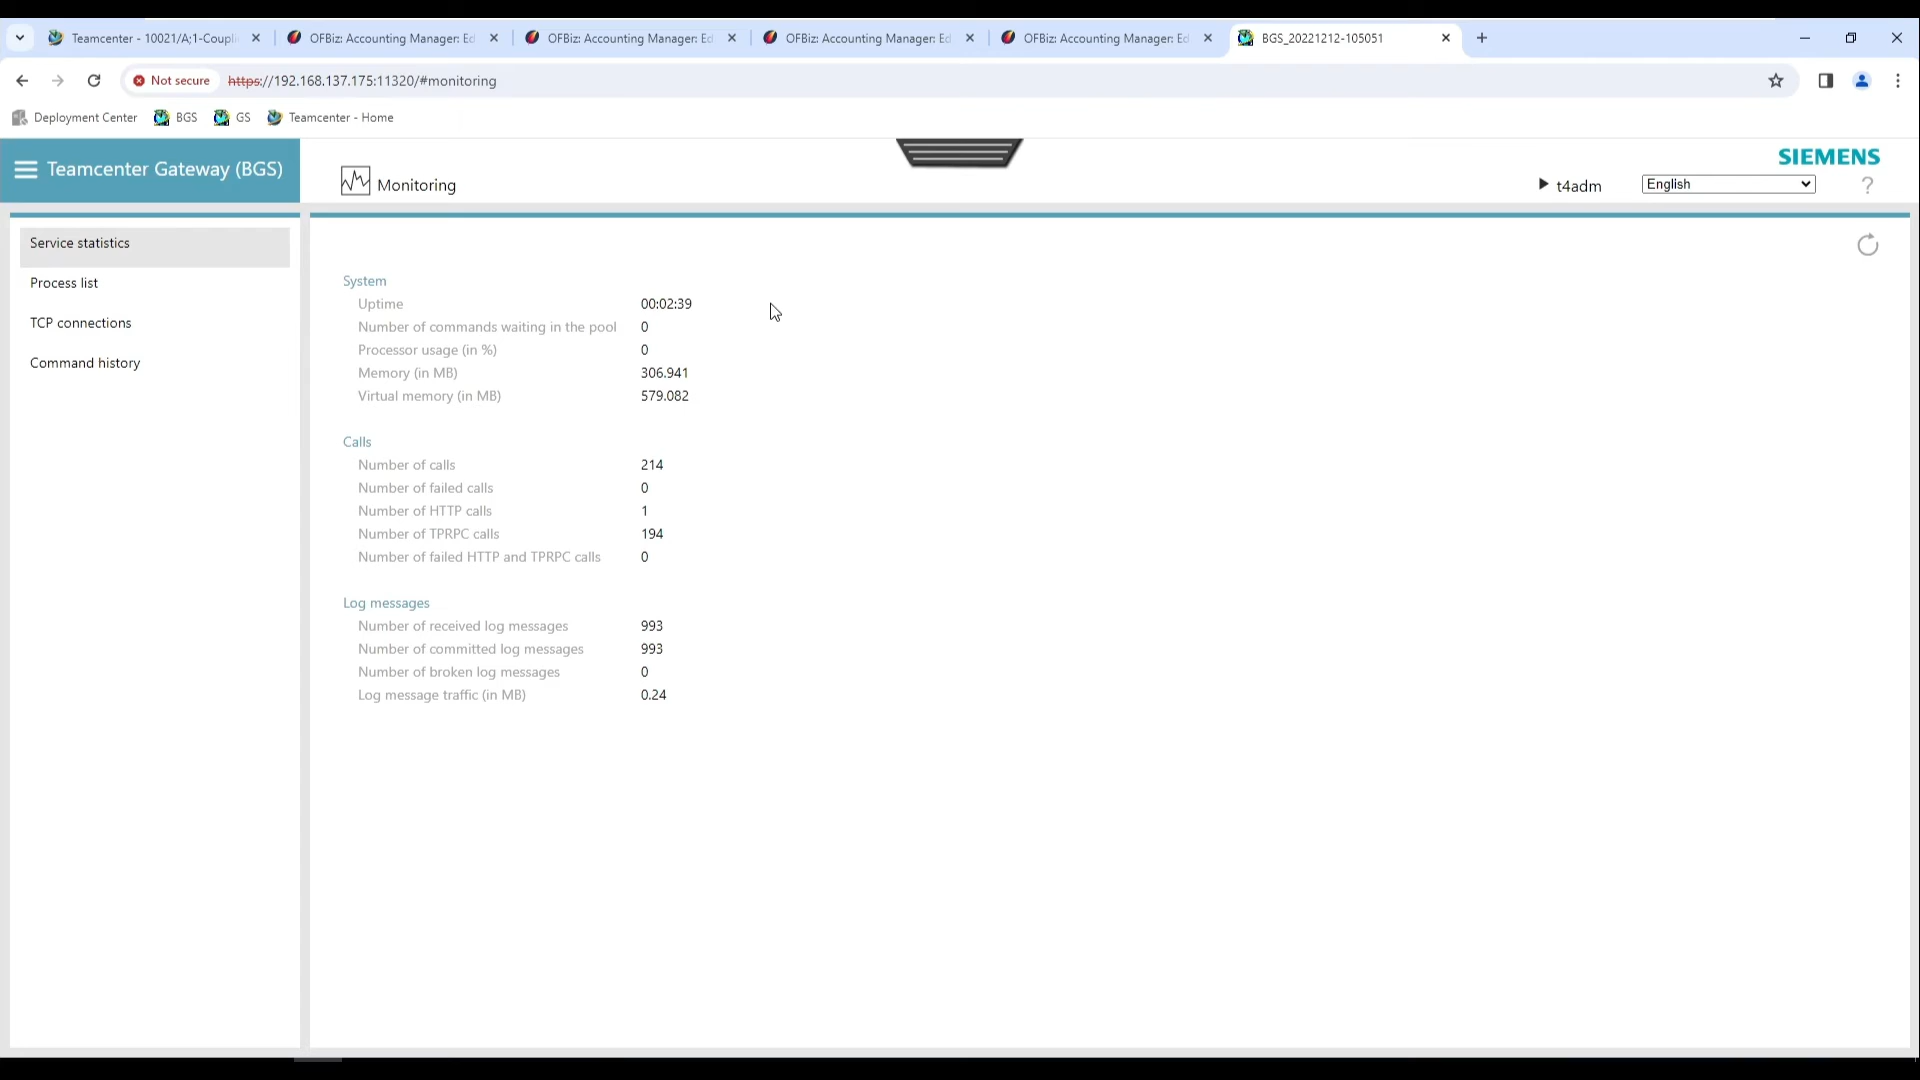 Teamcenter - 10021/A;1-Coupli
OFBiz: Accounting Manager: Ed
OFBiz: Accounting Manager: Ed
OFBiz: Accounting Manager: Ed
OFBiz: Accounting Manager: Ed
BGS_20221212-105051
Not secure
https://192.168.137.175:11320/#monitoring
Deployment Center
BGS
GS
Teamcenter - Home
Teamcenter Gateway (BGS)
Monitoring
SIEMENS
t4adm
English
?
Service statistics
Process list
TCP connections
Command history
System
Uptime 00:02:39
Number of commands waiting in the pool 0
Processor usage (in %) 0
Memory (in MB) 306.941
Virtual memory (in MB) 579.082
Calls
Number of calls 214
Number of failed calls 0
Number of HTTP calls 1
Number of TPRPC calls 194
Number of failed HTTP and TPRPC calls 0
Log messages
Number of received log messages 993
Number of committed log messages 993
Number of broken log messages 0
Log message traffic (in MB) 0.24